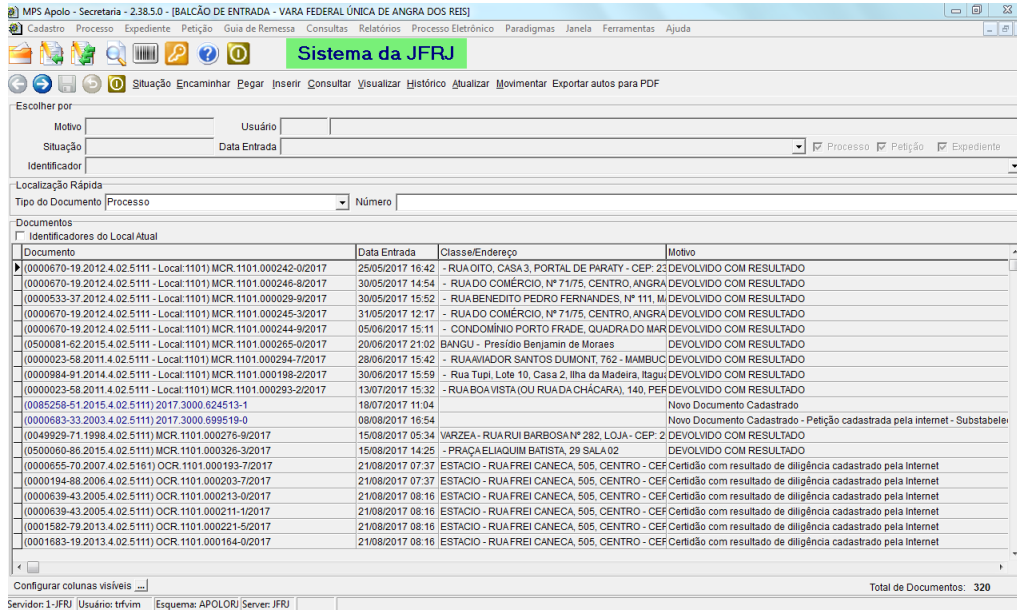 MPS Apolo - Secretaria - 2.38.5.0 - [BALCÃO DE ENTRADA - VARA FEDERAL ÚNICA DE ANGRA DOS REIS]
Cadastro Processo Expediente Petição Guia de Remessa Consultas Relatórios Processo Eletrônico Paradigmas Janela Ferramentas Ajuda
Sistema da JFRJ
Situação Encaminhar Pegar Inserir Consultar Visualizar Histórico Atualizar Movimentar Exportar autos para PDF
Escolher por
Motivo Usuário
Situação Data Entrada Processo Petição Expediente
Identificador
Localização Rápida
Tipo do Documento Processo Número
Documentos
Identificadores do Local Atual
Documento Data Entrada Classe/Endereço Motivo
(0000670-19.2012.4.02.5111 - Local:1101) MCR.1101.000242-0/2017 25/05/2017 16:42 - RUA OITO, CASA 3, PORTAL DE PARATY - CEP: 23 DEVOLVIDO COM RESULTADO
(0000670-19.2012.4.02.5111 - Local:1101) MCR.1101.000246-8/2017 30/05/2017 14:54 - RUA DO COMÉRCIO, Nº 71/75, CENTRO, ANGRA DEVOLVIDO COM RESULTADO
(0000533-37.2012.4.02.5111 - Local:1101) MCR.1101.000029-9/2017 30/05/2017 15:52 - RUA BENEDITO PEDRO FERNANDES, Nº 111, M DEVOLVIDO COM RESULTADO
(0000670-19.2012.4.02.5111 - Local:1101) MCR.1101.000245-3/2017 31/05/2017 12:17 - RUA DO COMÉRCIO, Nº 71/75, CENTRO, ANGRA DEVOLVIDO COM RESULTADO
(0000670-19.2012.4.02.5111 - Local:1101) MCR.1101.000244-9/2017 05/06/2017 15:11 - CONDOMÍNIO PORTO FRADE, QUADRA DO MAR DEVOLVIDO COM RESULTADO
(0500081-62.2015.4.02.5111 - Local:1101) MCR.1101.000265-0/2017 20/06/2017 21:02 BANGU - Presídio Benjamin de Moraes DEVOLVIDO COM RESULTADO
(0000023-58.2011.4.02.5111 - Local:1101) MCR.1101.000294-7/2017 28/06/2017 15:42 - RUA AVIADOR SANTOS DUMONT, 762 - MAMBUC DEVOLVIDO COM RESULTADO
(0000984-91.2014.4.02.5111 - Local:1101) MCR.1101.000198-2/2017 30/06/2017 15:59 - Rua Tupi, Lote 10, Casa 2, Ilha da Madeira, Itagua DEVOLVIDO COM RESULTADO
(0000023-58.2011.4.02.5111 - Local:1101) MCR.1101.000293-2/2017 13/07/2017 15:32 - RUA BOA VISTA (OU RUA DA CHÁCARA), 140, PER DEVOLVIDO COM RESULTADO
(0085258-51.2015.4.02.5111) 2017.3000.624513-1 18/07/2017 11:04 Novo Documento Cadastrado
(0000683-33.2003.4.02.5111) 2017.3000.699519-0 08/08/2017 16:54 Novo Documento Cadastrado - Petição cadastrada pela internet - Substabele
(0049929-71.1998.4.02.5111) MCR.1101.000276-9/2017 15/08/2017 05:34 VARZEA - RUA RUI BARBOSA Nº 282, LOJA - CEP: 2 DEVOLVIDO COM RESULTADO
(0500060-86.2015.4.02.5111) MCR.1101.000326-3/2017 15/08/2017 14:25 - PRAÇA ELIAQUIM BATISTA, 29 SALA 02 DEVOLVIDO COM RESULTADO
(0000655-70.2007.4.02.5161) OCR.1101.000193-7/2017 21/08/2017 07:37 ESTACIO - RUA FREI CANECA, 505, CENTRO - CEP Certidão com resultado de diligência cadastrado pela Internet
(0000194-88.2006.4.02.5111) OCR.1101.000203-7/2017 21/08/2017 07:37 ESTACIO - RUA FREI CANECA, 505, CENTRO - CEP Certidão com resultado de diligência cadastrado pela Internet
(0000639-43.2005.4.02.5111) OCR.1101.000213-0/2017 21/08/2017 08:16 ESTACIO - RUA FREI CANECA, 505, CENTRO - CEP Certidão com resultado de diligência cadastrado pela Internet
(0000639-43.2005.4.02.5111) OCR.1101.000211-1/2017 21/08/2017 08:16 ESTACIO - RUA FREI CANECA, 505, CENTRO - CEP Certidão com resultado de diligência cadastrado pela Internet
(0001582-79.2013.4.02.5111) OCR.1101.000221-5/2017 21/08/2017 08:16 ESTACIO - RUA FREI CANECA, 505, CENTRO - CEP Certidão com resultado de diligência cadastrado pela Internet
(0001683-19.2013.4.02.5111) OCR.1101.000164-0/2017 21/08/2017 08:16 ESTACIO - RUA FREI CANECA, 505, CENTRO - CEP Certidão com resultado de diligência cadastrado pela Internet
Configurar colunas visíveis ... Total de Documentos: 320
Servidor: 1-JFRJ Usuário: trfvim Esquema: APOLORJ Server: JFRJ